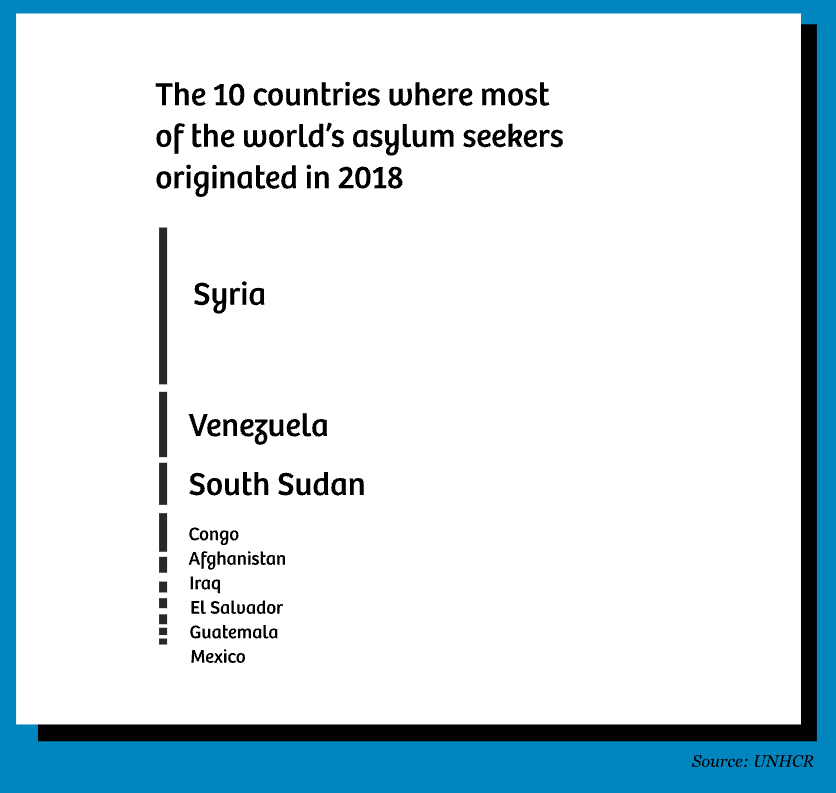 The 10 countries where most
of the world's asylum seekers
originated in 2018
Syria
Venezuela
South Sudan
Congo
Afghanistan
Iraq
El Salvador
Guatemala
Mexico
Source: UNHCR